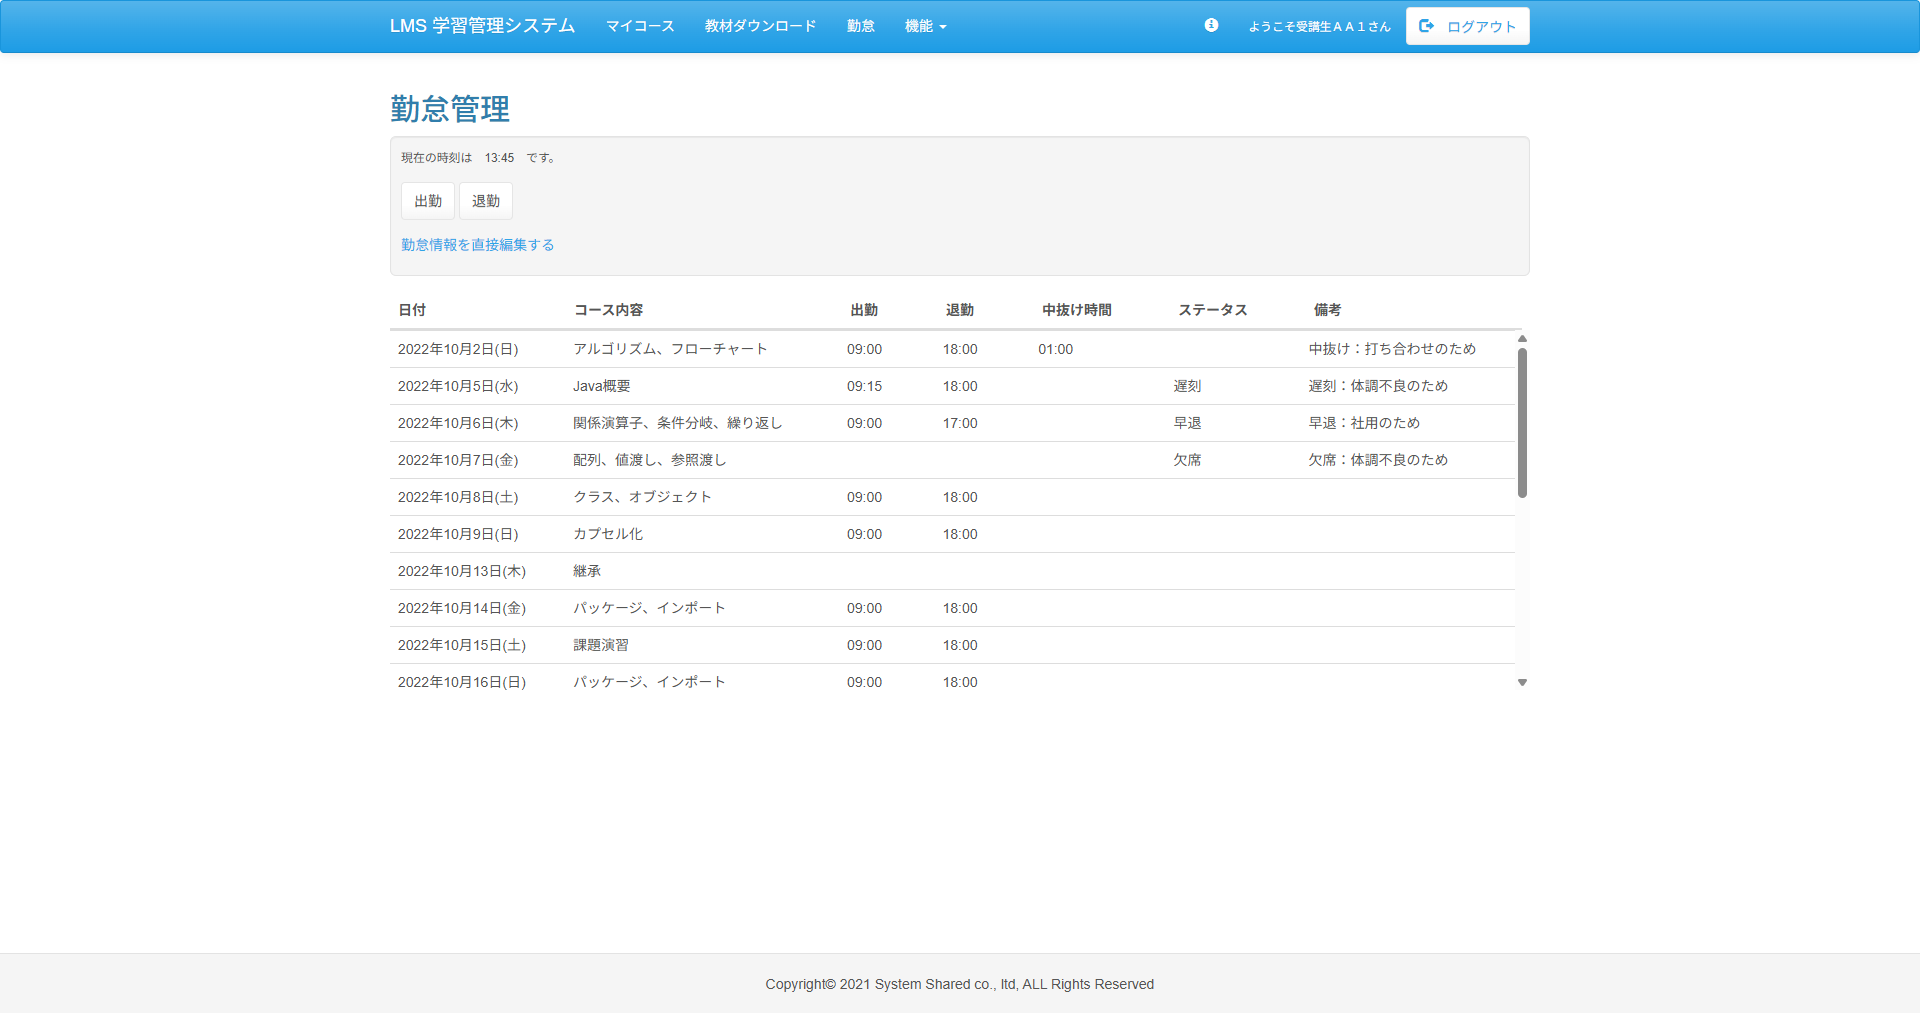 LMS 学習管理システム マイコース 教材ダウンロード 勤怠 機能 ようこそ受講生ＡＡ１さん ログアウト
勤怠管理
現在の時刻は 13:45 です。
出勤 退勤
勤怠情報を直接編集する
日付 コース内容 出勤 退勤 中抜け時間 ステータス 備考
2022年10月2日(日) アルゴリズム、フローチャート 09:00 18:00 01:00 中抜け：打ち合わせのため
2022年10月5日(水) Java概要 09:15 18:00 遅刻 遅刻：体調不良のため
2022年10月6日(木) 関係演算子、条件分岐、繰り返し 09:00 17:00 早退 早退：社用のため
2022年10月7日(金) 配列、値渡し、参照渡し 欠席 欠席：体調不良のため
2022年10月8日(土) クラス、オブジェクト 09:00 18:00
2022年10月9日(日) カプセル化 09:00 18:00
2022年10月13日(木) 継承
2022年10月14日(金) パッケージ、インポート 09:00 18:00
2022年10月15日(土) 課題演習 09:00 18:00
2022年10月16日(日) パッケージ、インポート 09:00 18:00
Copyright© 2021 System Shared co., ltd, ALL Rights Reserved